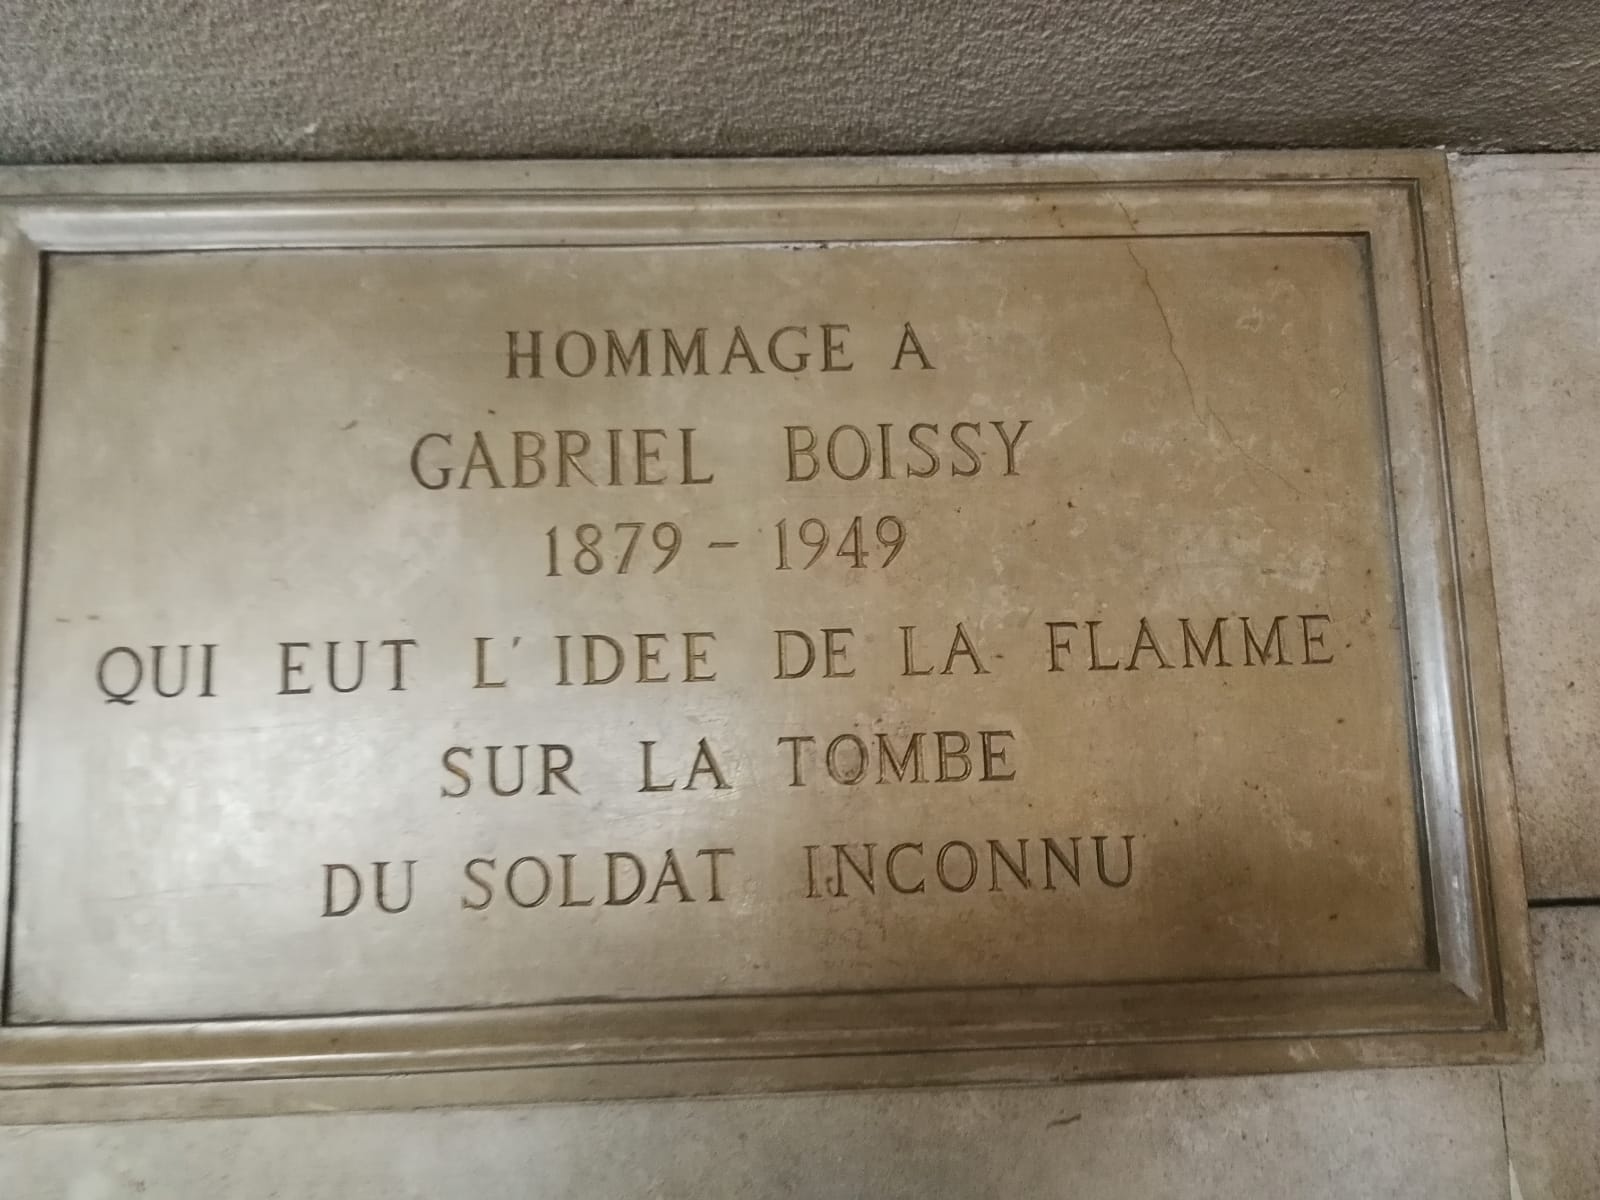 HOMMAGE A
GABRIEL BOISSY
1879 - 1949
QUI EUT L'IDEE DE LA FLAMME
SUR LA TOMBE
DU SOLDAT INCONNU